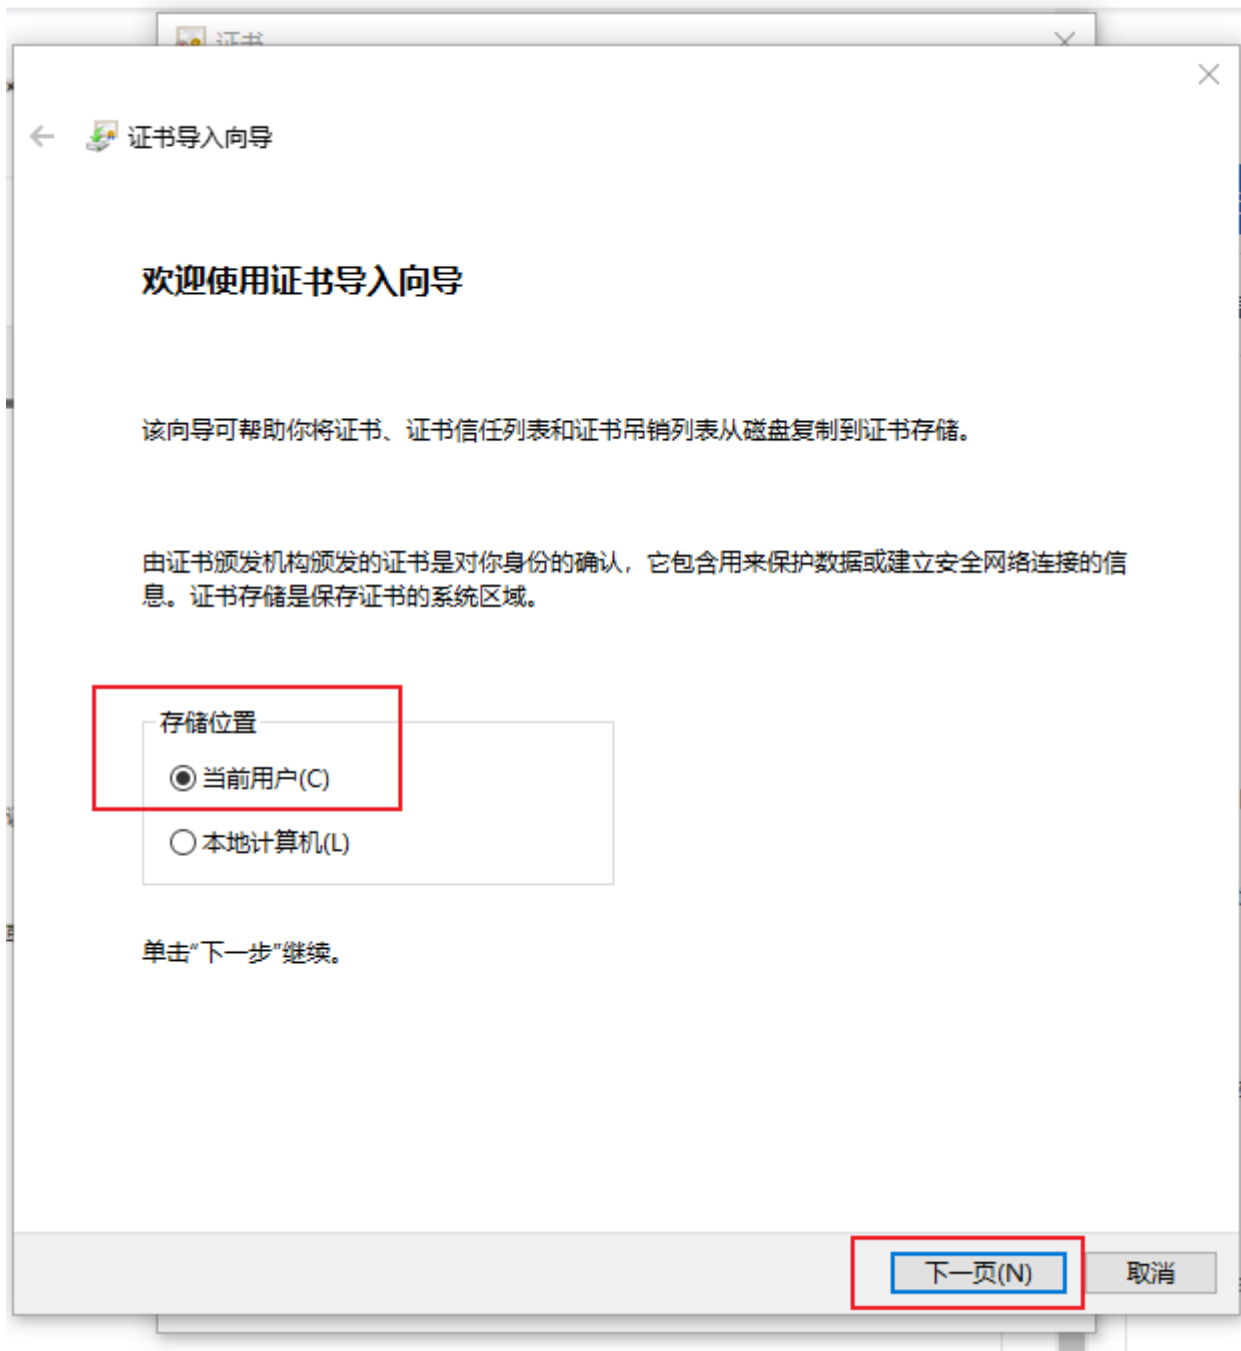 证书
证书导入向导
欢迎使用证书导入向导
该向导可帮助你将证书、证书信任列表和证书吊销列表从磁盘复制到证书存储。
由证书颁发机构颁发的证书是对你身份的确认，它包含用来保护数据或建立安全网络连接的信
息。证书存储是保存证书的系统区域。
存储位置
当前用户(C)
本地计算机(L)
单击“下一步”继续。
下一页(N)
取消